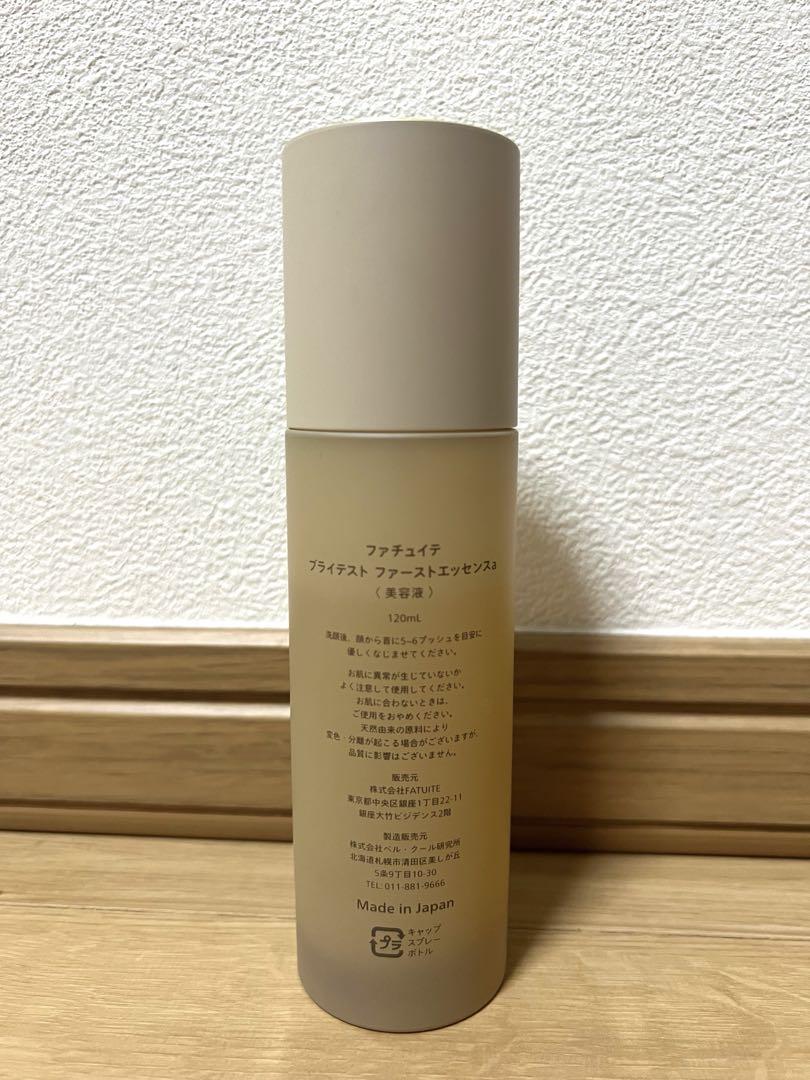 ファチュイテ
ブライテスト ファーストエッセンスa
〈 美容液 〉
120mL
洗顔後、顔から首に5~6プッシュを目安に
優しくなじませてください。
お肌に異常が生じていないか
よく注意して使用してください。
お肌に合わないときは、
ご使用をおやめください。
天然由来の原料により
変色・分離が起こる場合がございますが、
品質に影響はございません。
販売元
株式会社FATUITE
東京都中央区銀座1丁目22-11
銀座大竹ビジデンス2階
製造販売元
株式会社ベル・クール研究所
北海道札幌市清田区美しが丘
5条9丁目10-30
TEL: 011-881-9666
Made in Japan
プラ
キャップ
スプレー
ボトル